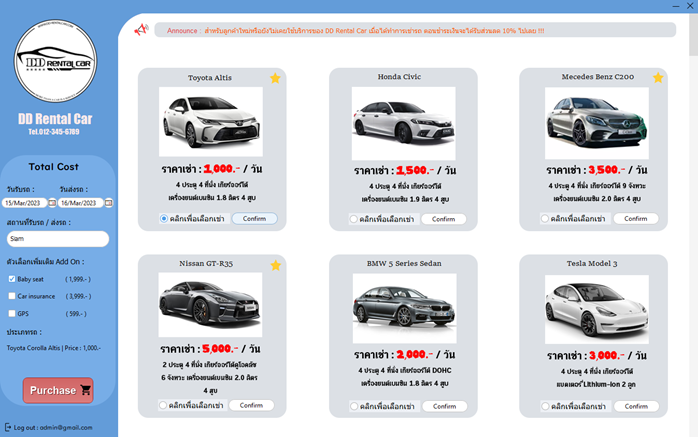 DD RENTAL CAR
DD Rental Car
Tel.012-345-6789
Total Cost
วันรับรถ :
วันส่งรถ :
15/Mar/2023
16/Mar/2023
สถานที่รับรถ / ส่งรถ :
Siam
ตัวเลือกเพิ่มเติม Add On :
Baby seat ( 1,999.- )
Car insurance ( 3,999.- )
GPS ( 599.- )
ประเภทรถ :
Toyota Corolla Altis | Price : 1,000.-
Purchase
Log out : admin@gmail.com
Announce : สำหรับลูกค้าใหม่หรือยังไม่เคยใช้บริการของ DD Rental Car เมื่อได้ทำการเช่ารถ ตอนชำระเงินจะได้รับส่วนลด 10% ไปเลย !!!
Toyota Altis
ราคาเช่า : 1,000.- / วัน
4 ประตู 4 ที่นั่ง เกียร์ออโต้
เครื่องยนต์เบนซิน 1.8 ลิตร 4 สูบ
คลิกเพื่อเลือกเช่า
Confirm
Honda Civic
ราคาเช่า : 1,500.- / วัน
4 ประตู 4 ที่นั่ง เกียร์ออโต้
เครื่องยนต์เบนซิน 1.9 ลิตร 4 สูบ
คลิกเพื่อเลือกเช่า
Confirm
Mecedes Benz C200
ราคาเช่า : 3,500.- / วัน
4 ประตู 4 ที่นั่ง เกียร์ออโต้ 9 จังหวะ
เครื่องยนต์เบนซิน 2.0 ลิตร 4 สูบ
คลิกเพื่อเลือกเช่า
Confirm
Nissan GT-R35
ราคาเช่า : 5,000.- / วัน
2 ประตู 4 ที่นั่ง เกียร์ออโต้ดูโอคลัช
6 จังหวะ เครื่องยนต์เบนซิน 2.0 ลิตร
4 สูบ
คลิกเพื่อเลือกเช่า
Confirm
BMW 5 Series Sedan
ราคาเช่า : 2,000.- / วัน
4 ประตู 4 ที่นั่ง เกียร์ออโต้ DOHC
เครื่องยนต์เบนซิน 1.8 ลิตร 4 สูบ
คลิกเพื่อเลือกเช่า
Confirm
Tesla Model 3
ราคาเช่า : 3,000.- / วัน
4 ประตู 4 ที่นั่ง เกียร์ออโต้
แบตเตอรี่ Lithium-ion 2 ลูก
คลิกเพื่อเลือกเช่า
Confirm